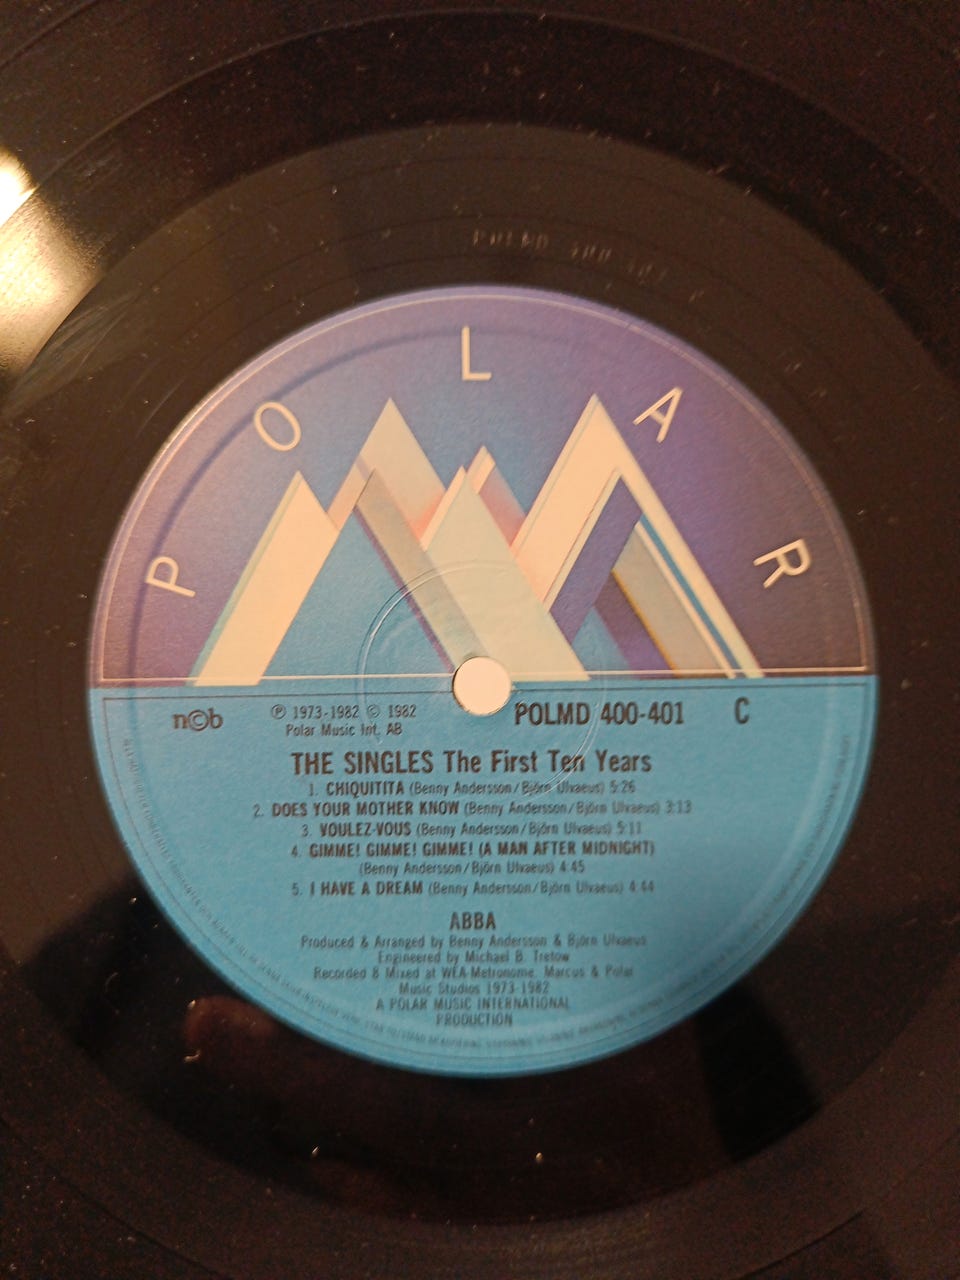 POLAR
n©b
℗ 1973-1982 © 1982
Polar Music Int. AB
POLMD 400-401
C
THE SINGLES The First Ten Years
1. CHIQUITITA (Benny Andersson/Björn Ulvaeus) 5:26
2. DOES YOUR MOTHER KNOW (Benny Andersson/Björn Ulvaeus) 3:13
3. VOULEZ-VOUS (Benny Andersson/Björn Ulvaeus) 5:11
4. GIMME! GIMME! GIMME! (A MAN AFTER MIDNIGHT)
(Benny Andersson/Björn Ulvaeus) 4:45
5. I HAVE A DREAM (Benny Andersson/Björn Ulvaeus) 4:44
ABBA
Produced & Arranged by Benny Andersson & Björn Ulvaeus
Engineered by Michael B. Tretow
Recorded & Mixed at WEA-Metronome, Marcus & Polar
Music Studios 1973-1982
A POLAR MUSIC INTERNATIONAL
PRODUCTION